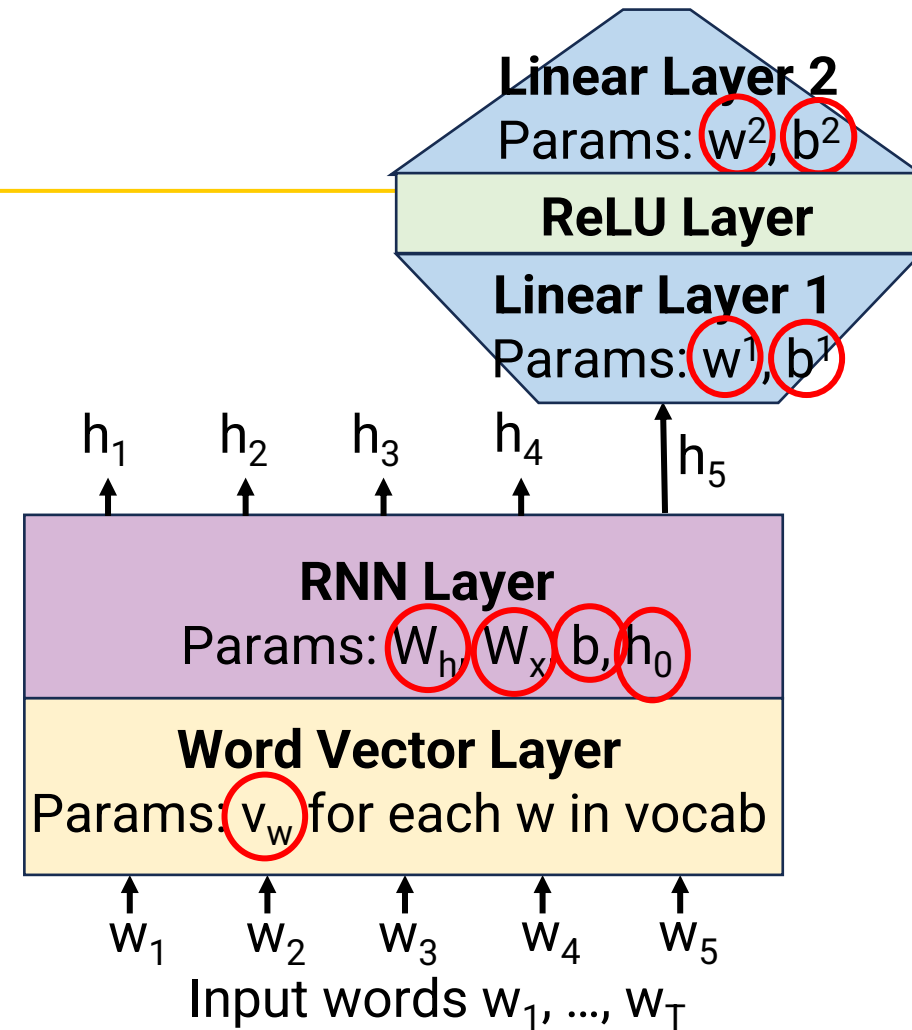 Linear Layer 2
Params: w², b²
ReLU Layer
Linear Layer 1
Params: w¹, b¹
h₁ h₂ h₃ h₄ h₅
RNN Layer
Params: Wₕ, Wₓ, b, h₀
Word Vector Layer
Params: v_w for each w in vocab
w₁ w₂ w₃ w₄ w₅
Input words w₁, …, w_T